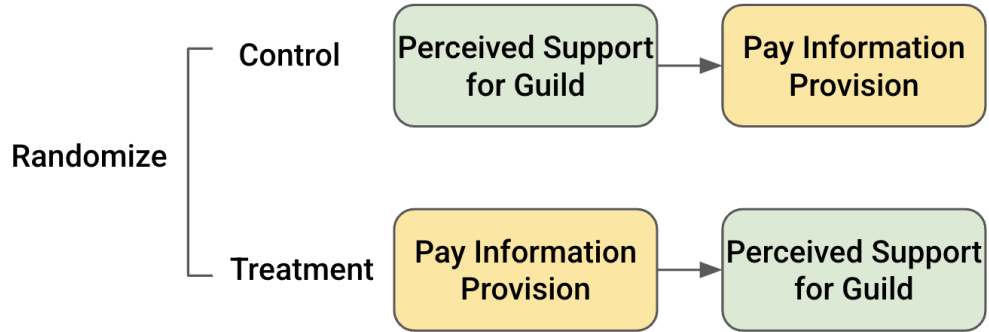 Randomize
Control
Perceived Support
for Guild
Pay Information
Provision
Treatment
Pay Information
Provision
Perceived Support
for Guild